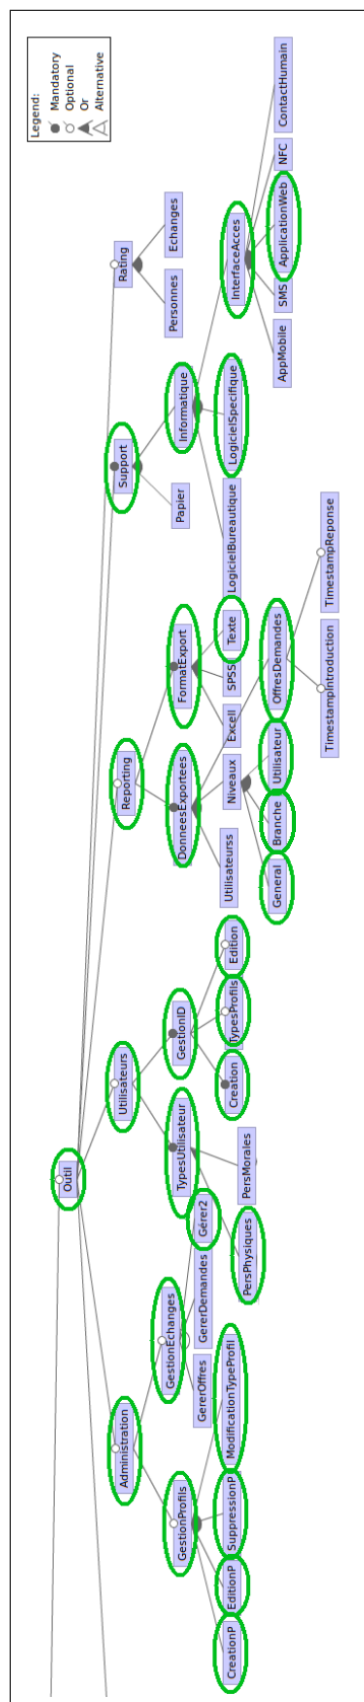 Legend:
Mandatory
Optional
Or
Alternative
Outil
Administration
Utilisateurs
Reporting
Support
Rating
GestionProfils
GestionEchanges
TypesUtilisateur
GestionID
DonneesExportees
FormatExport
Papier
Informatique
Personnes
Echanges
CreationP
EditionP
SuppressionP
ModificationTypeProfil
GererOffres
GererDemandes
Gérer2
PersPhysiques
PersMorales
Creation
TypesProfils
Edition
Utilisateurss
Niveaux
OffresDemandes
Excell
SPSS
Texte
LogicielBureautique
LogicielSpecifique
InterfaceAcces
General
Branche
Utilisateur
TimestampIntroduction
TimestampReponse
AppMobile
SMS
ApplicationWeb
NFC
ContactHumain